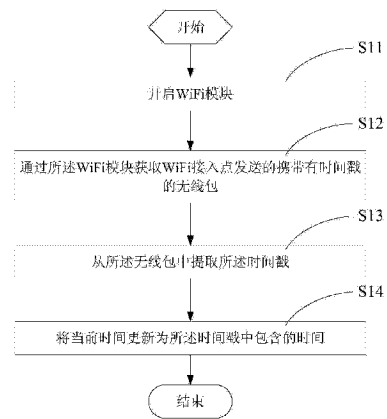 开始
S11
开启WiFi模块
S12
通过所述WiFi模块获取WiFi接入点发送的携带有时间戳
的无线包
S13
从所述无线包中提取所述时间戳
S14
将当前时间更新为所述时间戳中包含的时间
结束